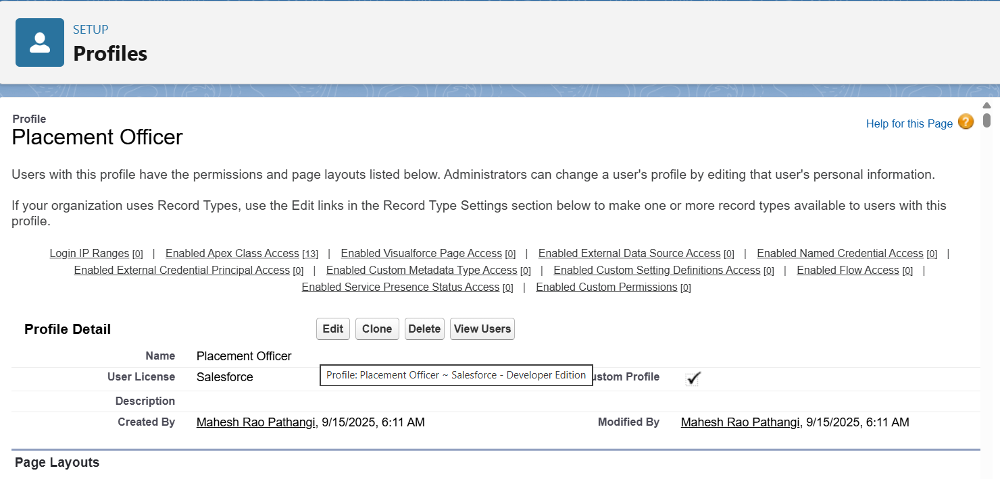 SETUP
Profiles
Profile
Help for this Page ?
Placement Officer
Users with this profile have the permissions and page layouts listed below. Administrators can change a user's profile by editing that user's personal information.
If your organization uses Record Types, use the Edit links in the Record Type Settings section below to make one or more record types available to users with this
profile.
Login IP Ranges [0] | Enabled Apex Class Access [13] | Enabled Visualforce Page Access [0] | Enabled External Data Source Access [0] | Enabled Named Credential Access [0] |
Enabled External Credential Principal Access [0] | Enabled Custom Metadata Type Access [0] | Enabled Custom Setting Definitions Access [0] | Enabled Flow Access [0] |
Enabled Service Presence Status Access [0] | Enabled Custom Permissions [0]
Profile Detail Edit Clone Delete View Users
Name Placement Officer
User License Salesforce Profile: Placement Officer ~ Salesforce - Developer Edition ustom Profile
Description
Created By Mahesh Rao Pathangi, 9/15/2025, 6:11 AM Modified By Mahesh Rao Pathangi, 9/15/2025, 6:11 AM
Page Layouts